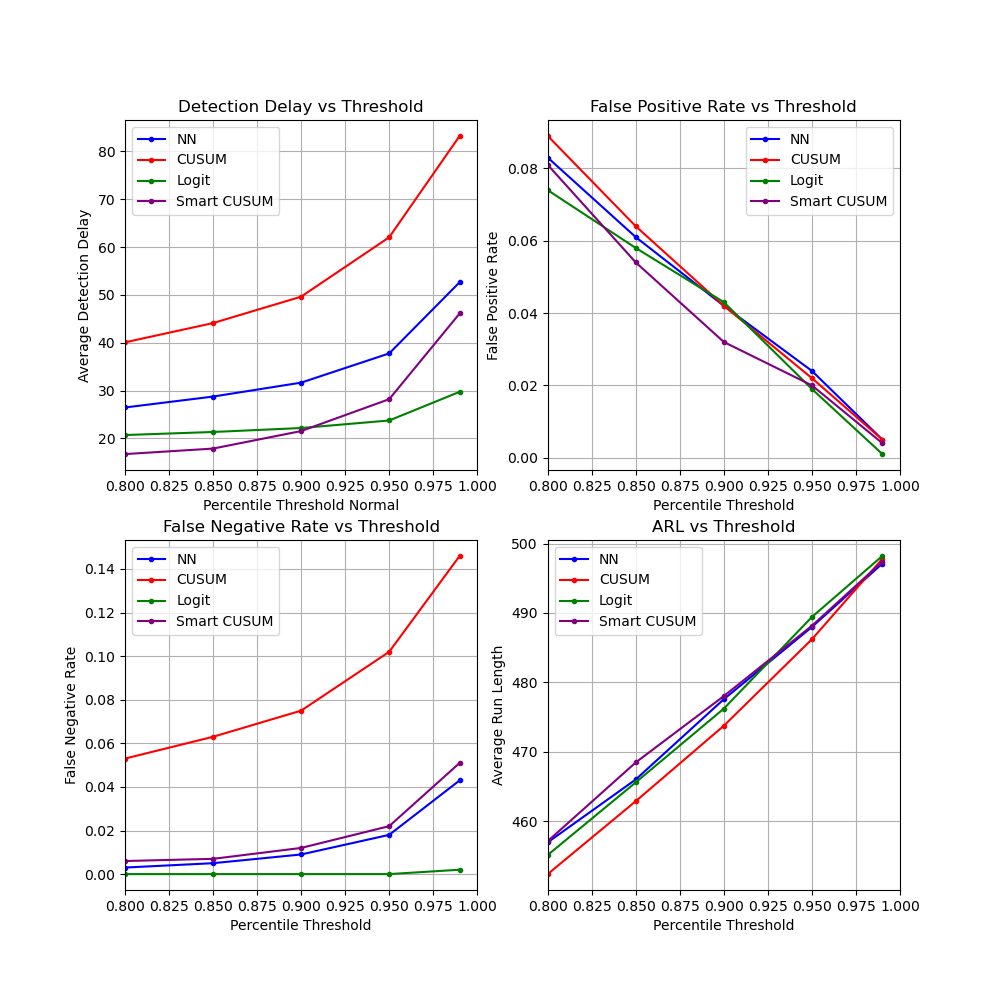 Detection Delay vs Threshold
Average Detection Delay
80
70
60
50
40
30
20
NN
CUSUM
Logit
Smart CUSUM
0.800 0.825 0.850 0.875 0.900 0.925 0.950 0.975 1.000
Percentile Threshold Normal
False Positive Rate vs Threshold
False Positive Rate
0.08
0.06
0.04
0.02
0.00
NN
CUSUM
Logit
Smart CUSUM
0.800 0.825 0.850 0.875 0.900 0.925 0.950 0.975 1.000
Percentile Threshold
False Negative Rate vs Threshold
False Negative Rate
0.14
0.12
0.10
0.08
0.06
0.04
0.02
0.00
NN
CUSUM
Logit
Smart CUSUM
0.800 0.825 0.850 0.875 0.900 0.925 0.950 0.975 1.000
Percentile Threshold
ARL vs Threshold
Average Run Length
500
490
480
470
460
NN
CUSUM
Logit
Smart CUSUM
0.800 0.825 0.850 0.875 0.900 0.925 0.950 0.975 1.000
Percentile Threshold